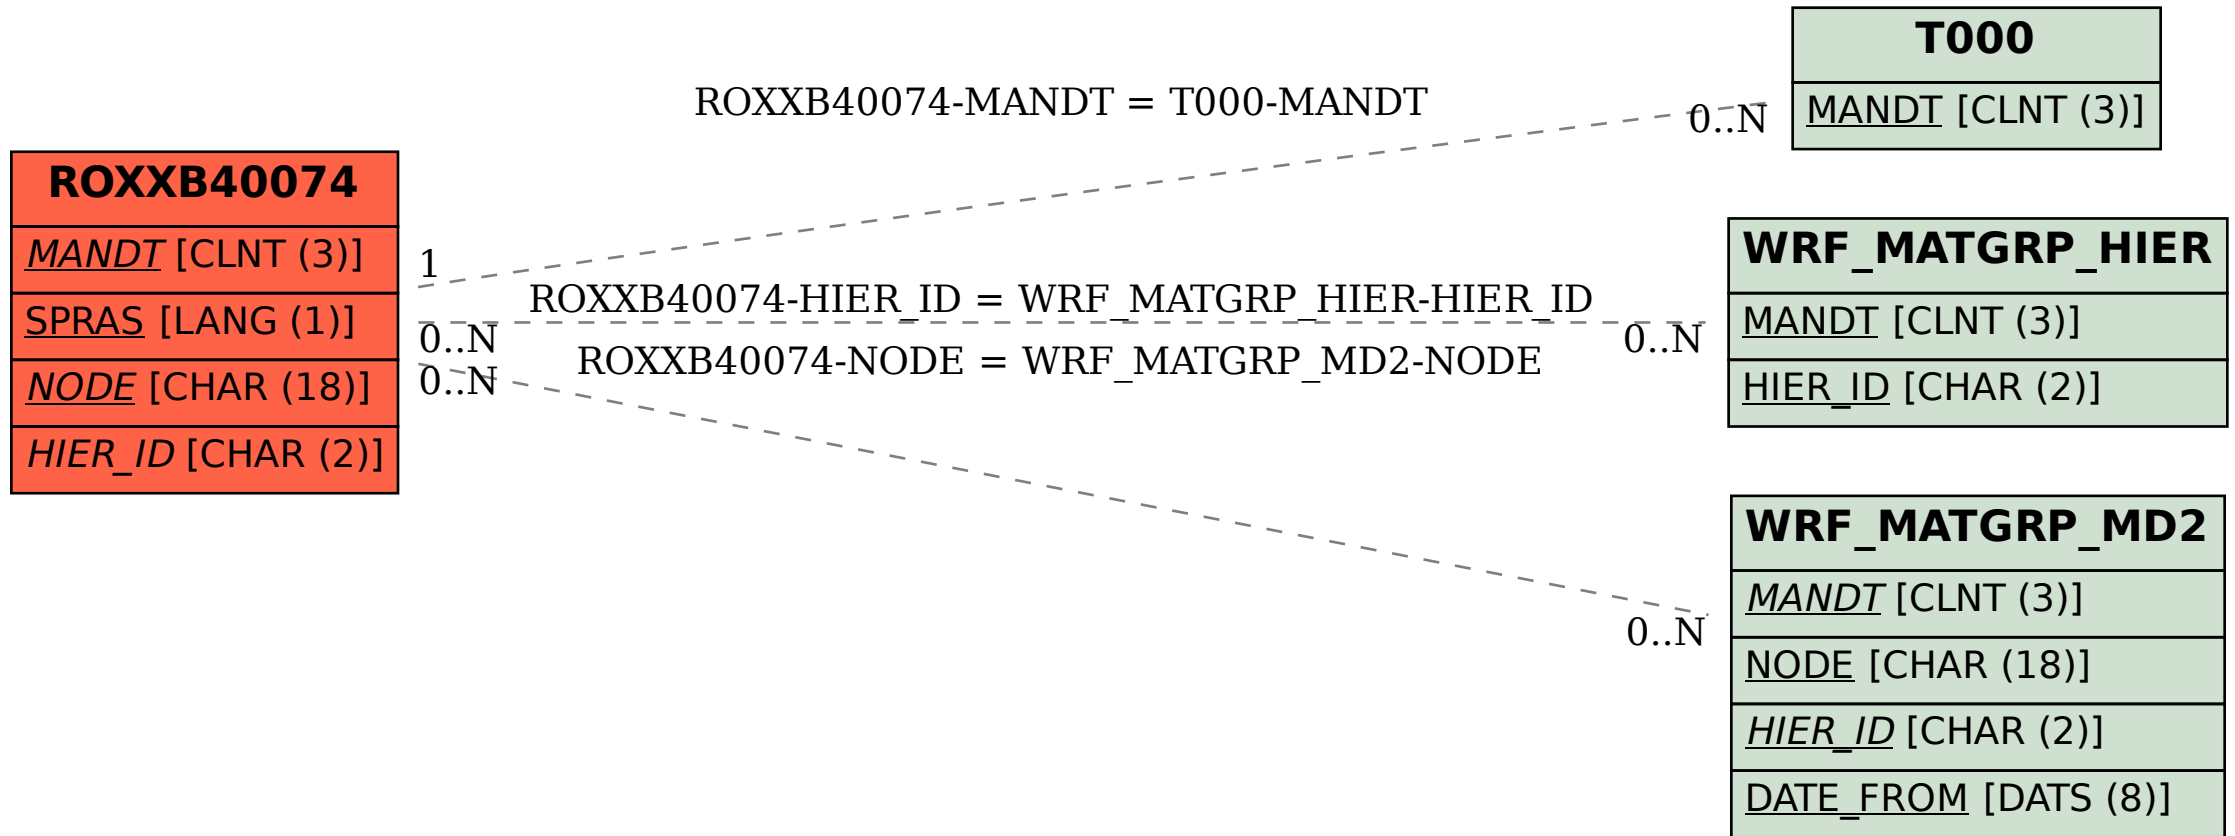 T000
MANDT [CLNT (3)]
ROXXB40074-MANDT = T000-MANDT
0..N
ROXXB40074
MANDT [CLNT (3)]
SPRAS [LANG (1)]
NODE [CHAR (18)]
HIER_ID [CHAR (2)]
1
ROXXB40074-HIER_ID = WRF_MATGRP_HIER-HIER_ID
0..N
0..N
ROXXB40074-NODE = WRF_MATGRP_MD2-NODE
0..N
0..N
WRF_MATGRP_HIER
MANDT [CLNT (3)]
HIER_ID [CHAR (2)]
WRF_MATGRP_MD2
MANDT [CLNT (3)]
NODE [CHAR (18)]
HIER_ID [CHAR (2)]
DATE_FROM [DATS (8)]